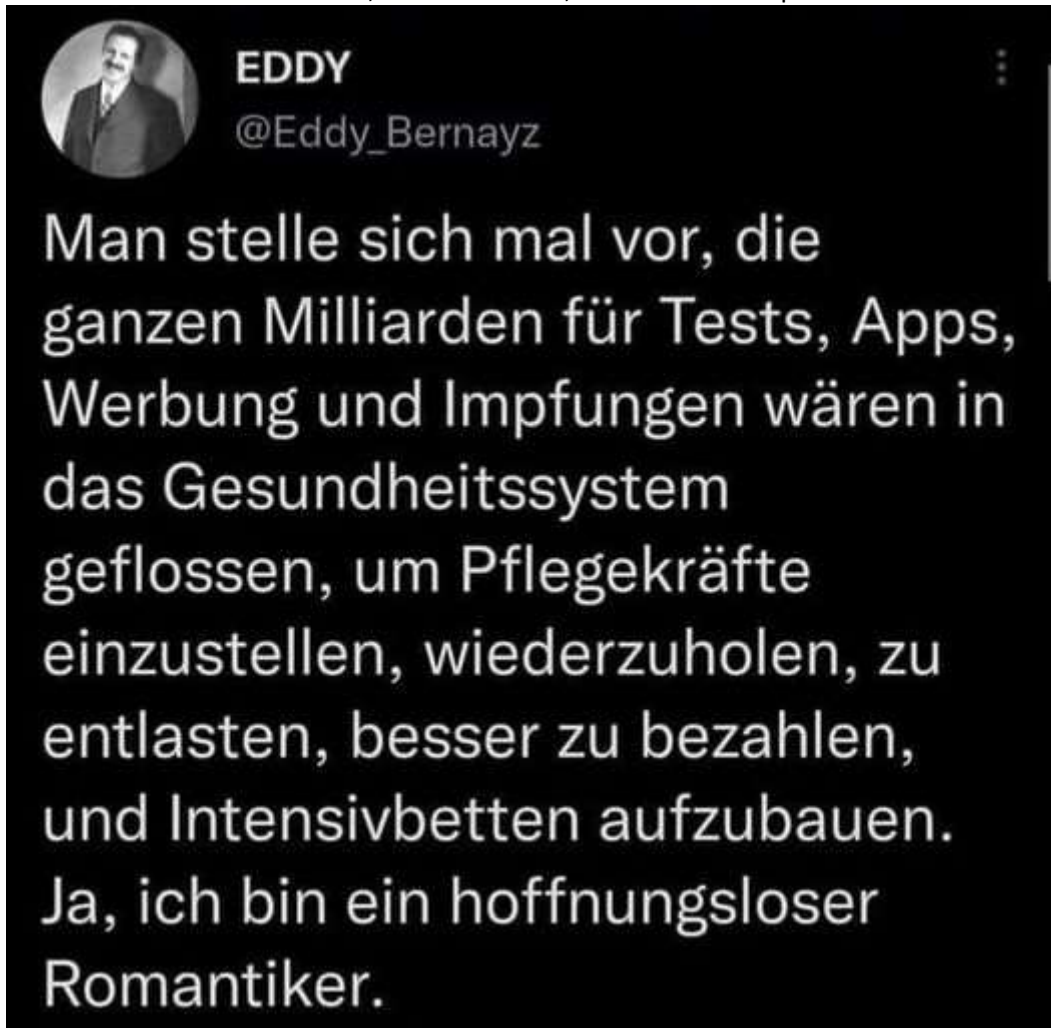 EDDY
@Eddy_Bernayz
Man stelle sich mal vor, die
ganzen Milliarden für Tests, Apps,
Werbung und Impfungen wären in
das Gesundheitssystem
geflossen, um Pflegekräfte
einzustellen, wiederzuholen, zu
entlasten, besser zu bezahlen,
und Intensivbetten aufzubauen.
Ja, ich bin ein hoffnungsloser
Romantiker.